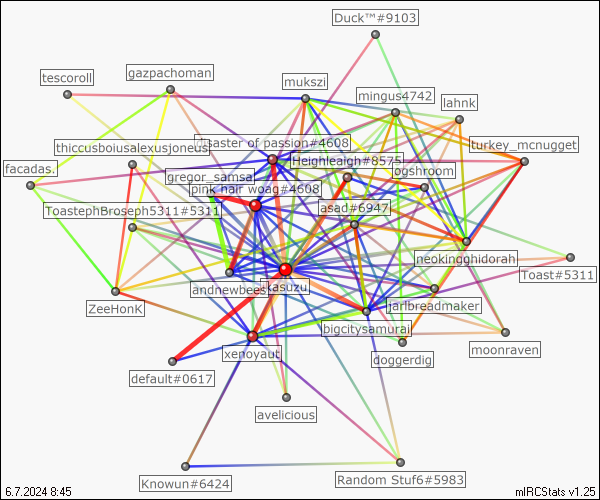 Duck™#9103
gazpachoman
tescoroll
mukszi
mingus4742
lahnk
saster of passion#4608
turkey_mcnugget
thiccusboiusalexusjoneus
Heighleaigh#8575
facadas.
gregor_samsa
ogshroom
pink hair woag#4608
ToastephBroseph5311#5311
asad#6947
neokingghidorah
Toast#5311
andnewbees
kasuzu
ZeeHonK
jarlbreadmaker
bigcitysamurai
xenoyaut
doggerdig
moonraven
default#0617
avelicious
Knowun#6424
Random Stuf6#5983
6.7.2024 8:45
mIRCStats v1.25